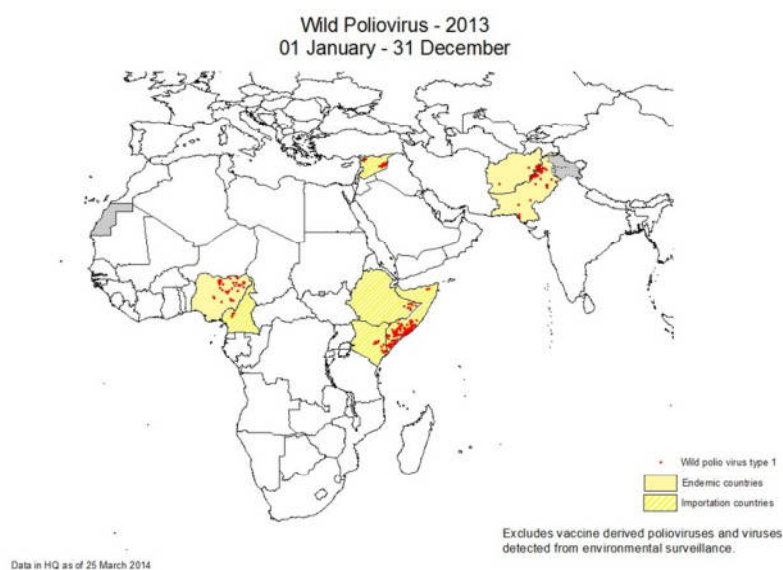 Wild Poliovirus - 2013
01 January - 31 December
Wild polio virus type 1
Endemic countries
Importation countries
Excludes vaccine derived polioviruses and viruses
detected from environmental surveillance.
Data in HQ as of 25 March 2014